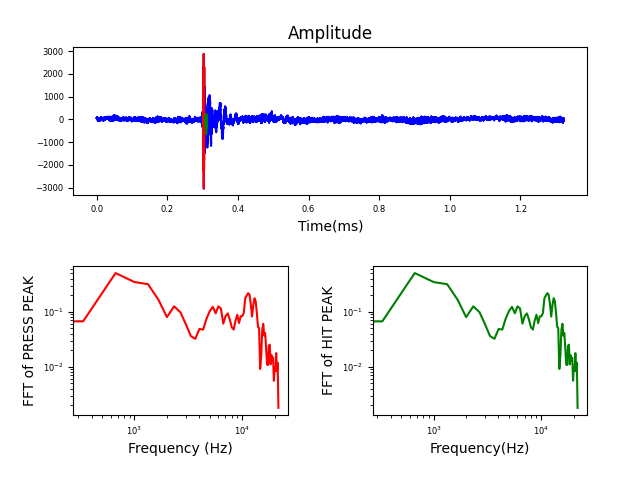 Amplitude
3000
2000
1000
0
−1000
−2000
−3000
0.0 0.2 0.4 0.6 0.8 1.0 1.2
Time(ms)
FFT of PRESS PEAK
10⁻¹
10⁻²
10³ 10⁴
Frequency (Hz)
FFT of HIT PEAK
10⁻¹
10⁻²
10³ 10⁴
Frequency(Hz)